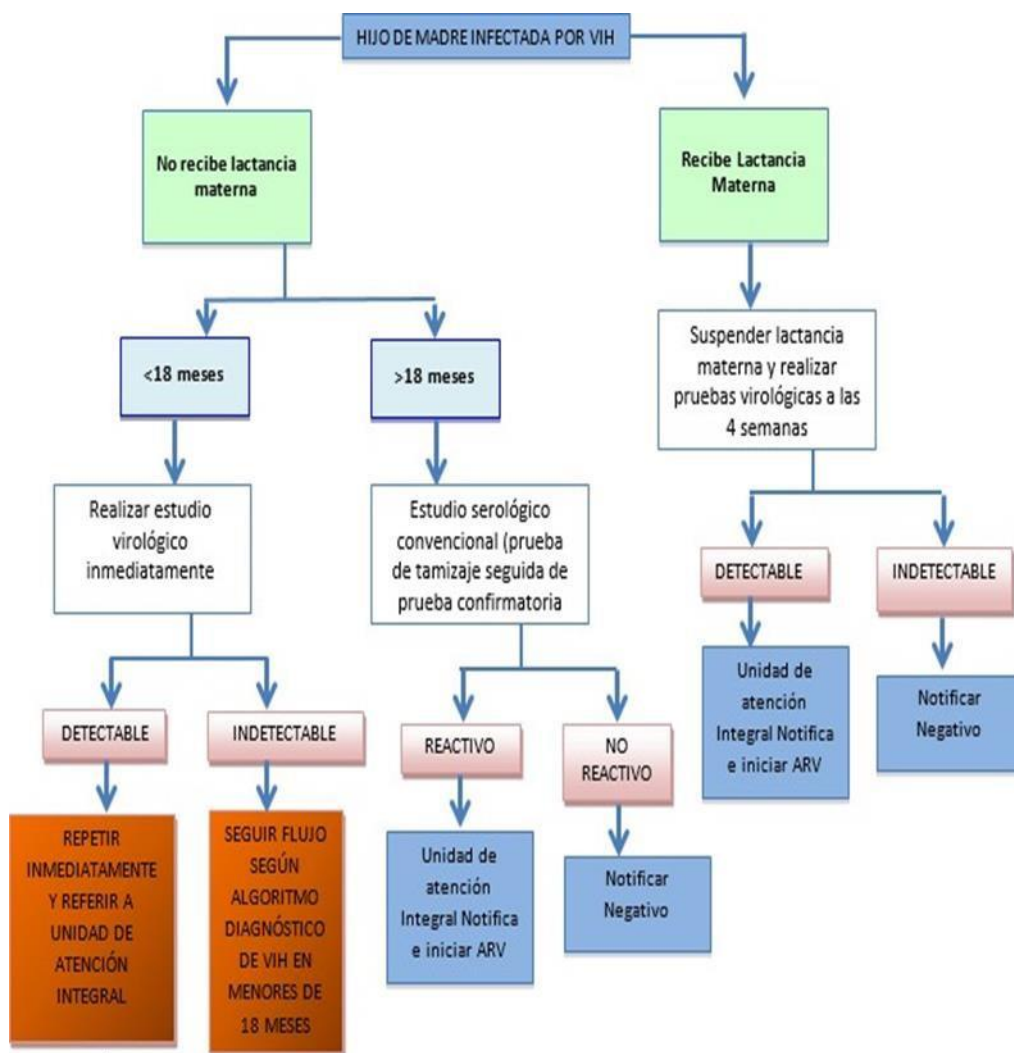 HIJO DE MADRE INFECTADA POR VIH
No recibe lactancia
materna
Recibe Lactancia
Materna
<18 meses
>18 meses
Suspender lactancia
materna y realizar
pruebas virológicas a las
4 semanas
Realizar estudio
virológico
inmediatamente
Estudio serológico
convencional (prueba
de tamizaje seguida de
prueba confirmatoria
DETECTABLE
INDETECTABLE
DETECTABLE
INDETECTABLE
REACTIVO
NO
REACTIVO
Unidad de
atención
Integral Notifica
e iniciar ARV
Notificar
Negativo
REPETIR
INMEDIATAMENTE
Y REFERIR A
UNIDAD DE
ATENCIÓN
INTEGRAL
SEGUIR FLUJO
SEGÚN
ALGORITMO
DIAGNÓSTICO
DE VIH EN
MENORES DE
18 MESES
Unidad de
atención
Integral Notifica
e iniciar ARV
Notificar
Negativo